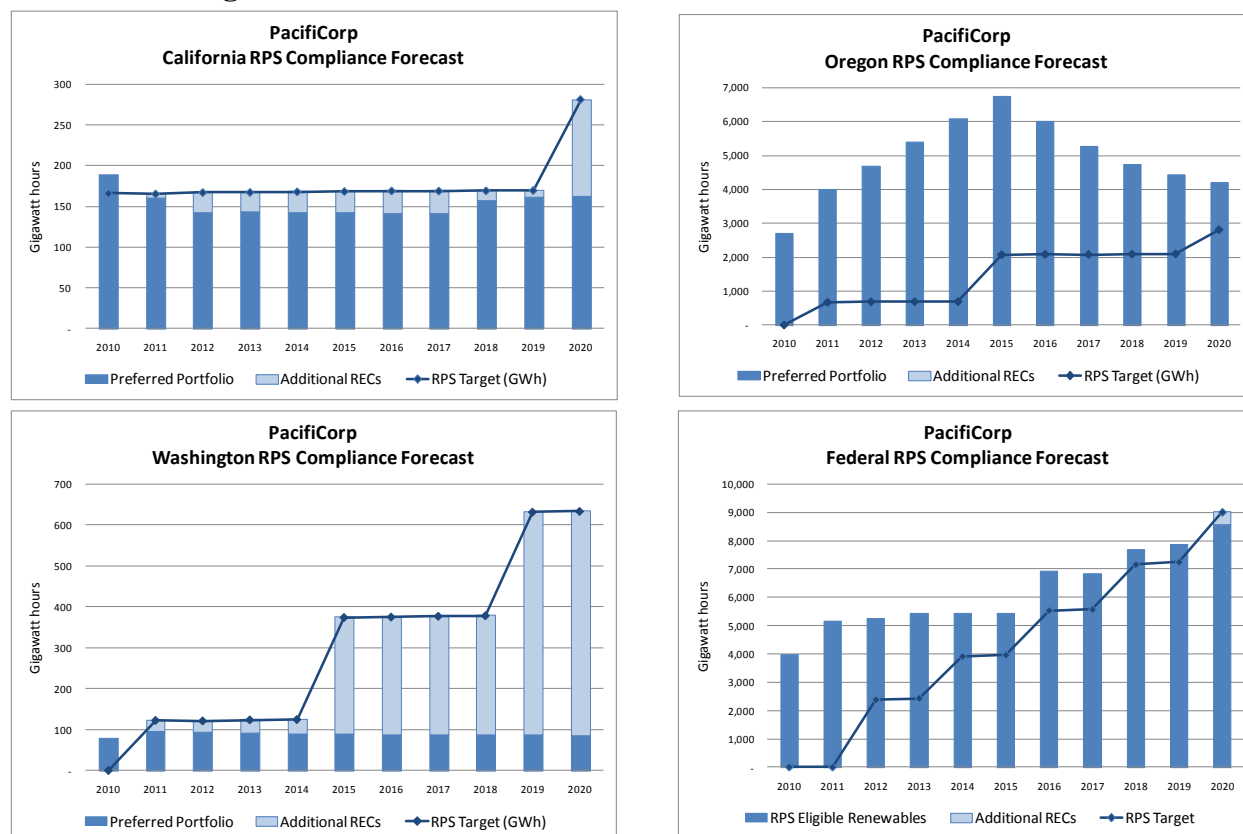 PacifiCorp
California RPS Compliance Forecast
Gigawatt hours
300
250
200
150
100
50
-
2010 2011 2012 2013 2014 2015 2016 2017 2018 2019 2020
Preferred Portfolio Additional RECs RPS Target (GWh)
PacifiCorp
Oregon RPS Compliance Forecast
Gigawatt hours
7,000
6,000
5,000
4,000
3,000
2,000
1,000
-
2010 2011 2012 2013 2014 2015 2016 2017 2018 2019 2020
Preferred Portfolio Additional RECs RPS Target (GWh)
PacifiCorp
Washington RPS Compliance Forecast
Gigawatt hours
700
600
500
400
300
200
100
-
2010 2011 2012 2013 2014 2015 2016 2017 2018 2019 2020
Preferred Portfolio Additional RECs RPS Target (GWh)
PacifiCorp
Federal RPS Compliance Forecast
Gigawatt hours
10,000
9,000
8,000
7,000
6,000
5,000
4,000
3,000
2,000
1,000
-
2010 2011 2012 2013 2014 2015 2016 2017 2018 2019 2020
RPS Eligible Renewables Additional RECs RPS Target